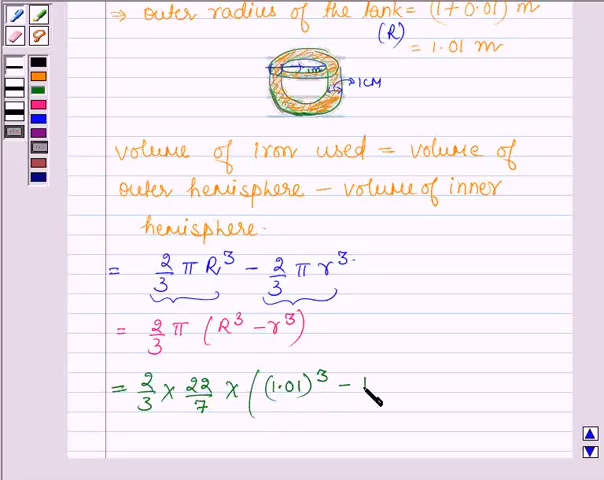 ⇒ outer radius of the tank = (1 + 0.01) m
(R)
= 1.01 m
1m
1CM
volume of iron used = volume of
outer hemisphere − volume of inner
hemisphere.
= 2/3 π R³ − 2/3 π r³.
= 2/3 π (R³ − r³)
= 2/3 × 22/7 × ((1.01)³ − 1